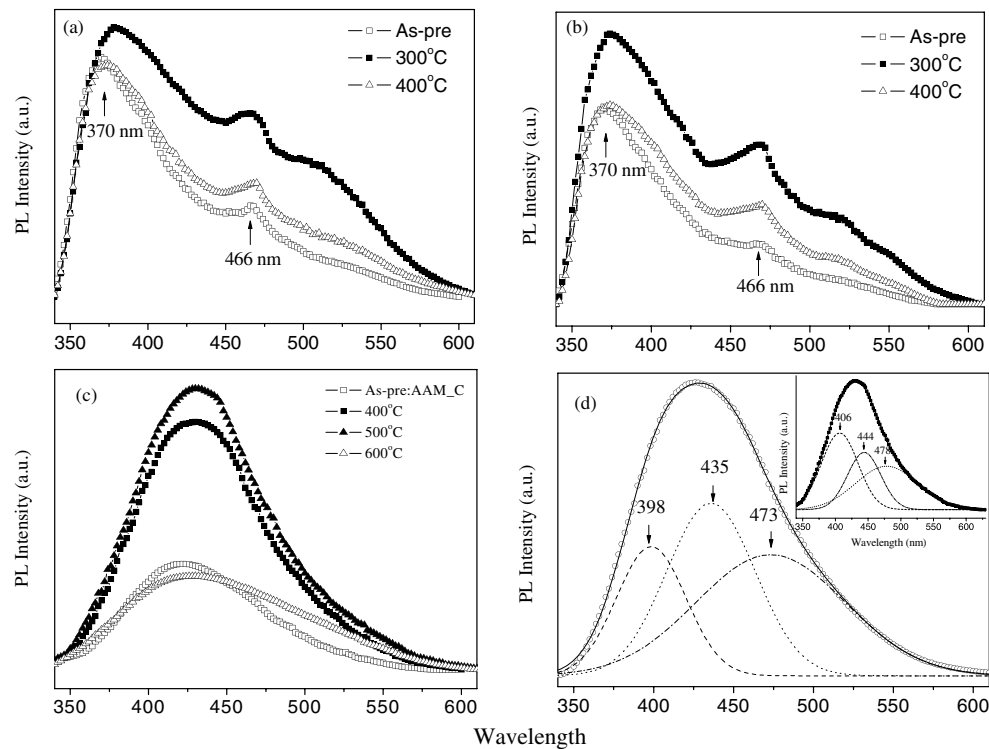 (a)
As-pre
300°C
400°C
370 nm
466 nm
PL Intensity (a.u.)
350 400 450 500 550 600
(b)
As-pre
300°C
400°C
370 nm
466 nm
PL Intensity (a.u.)
350 400 450 500 550 600
(c)
As-pre:AAM_C
400°C
500°C
600°C
PL Intensity (a.u.)
350 400 450 500 550 600
(d)
398
435
473
PL Intensity (a.u.)
350 400 450 500 550 600
406
444
478
PL Intensity (a.u.)
350 400 450 500 550 600
Wavelength (nm)
Wavelength